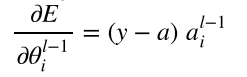 ∂E/∂θ_i^{l-1} = (y − a) a_i^{l-1}